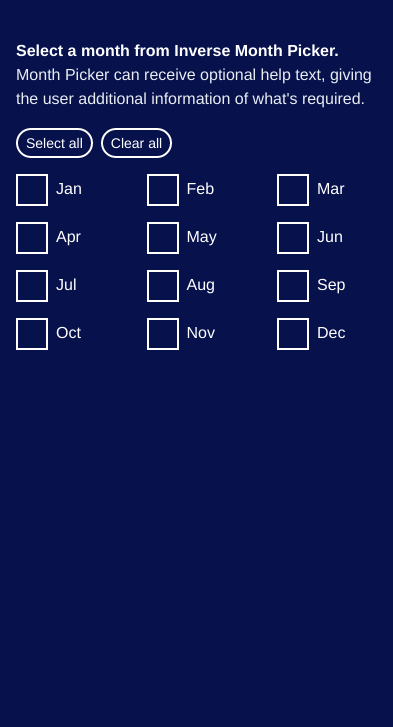 Select a month from Inverse Month Picker.
Month Picker can receive optional help text, giving
the user additional information of what's required.
Select all Clear all
Jan Feb Mar
Apr May Jun
Jul Aug Sep
Oct Nov Dec